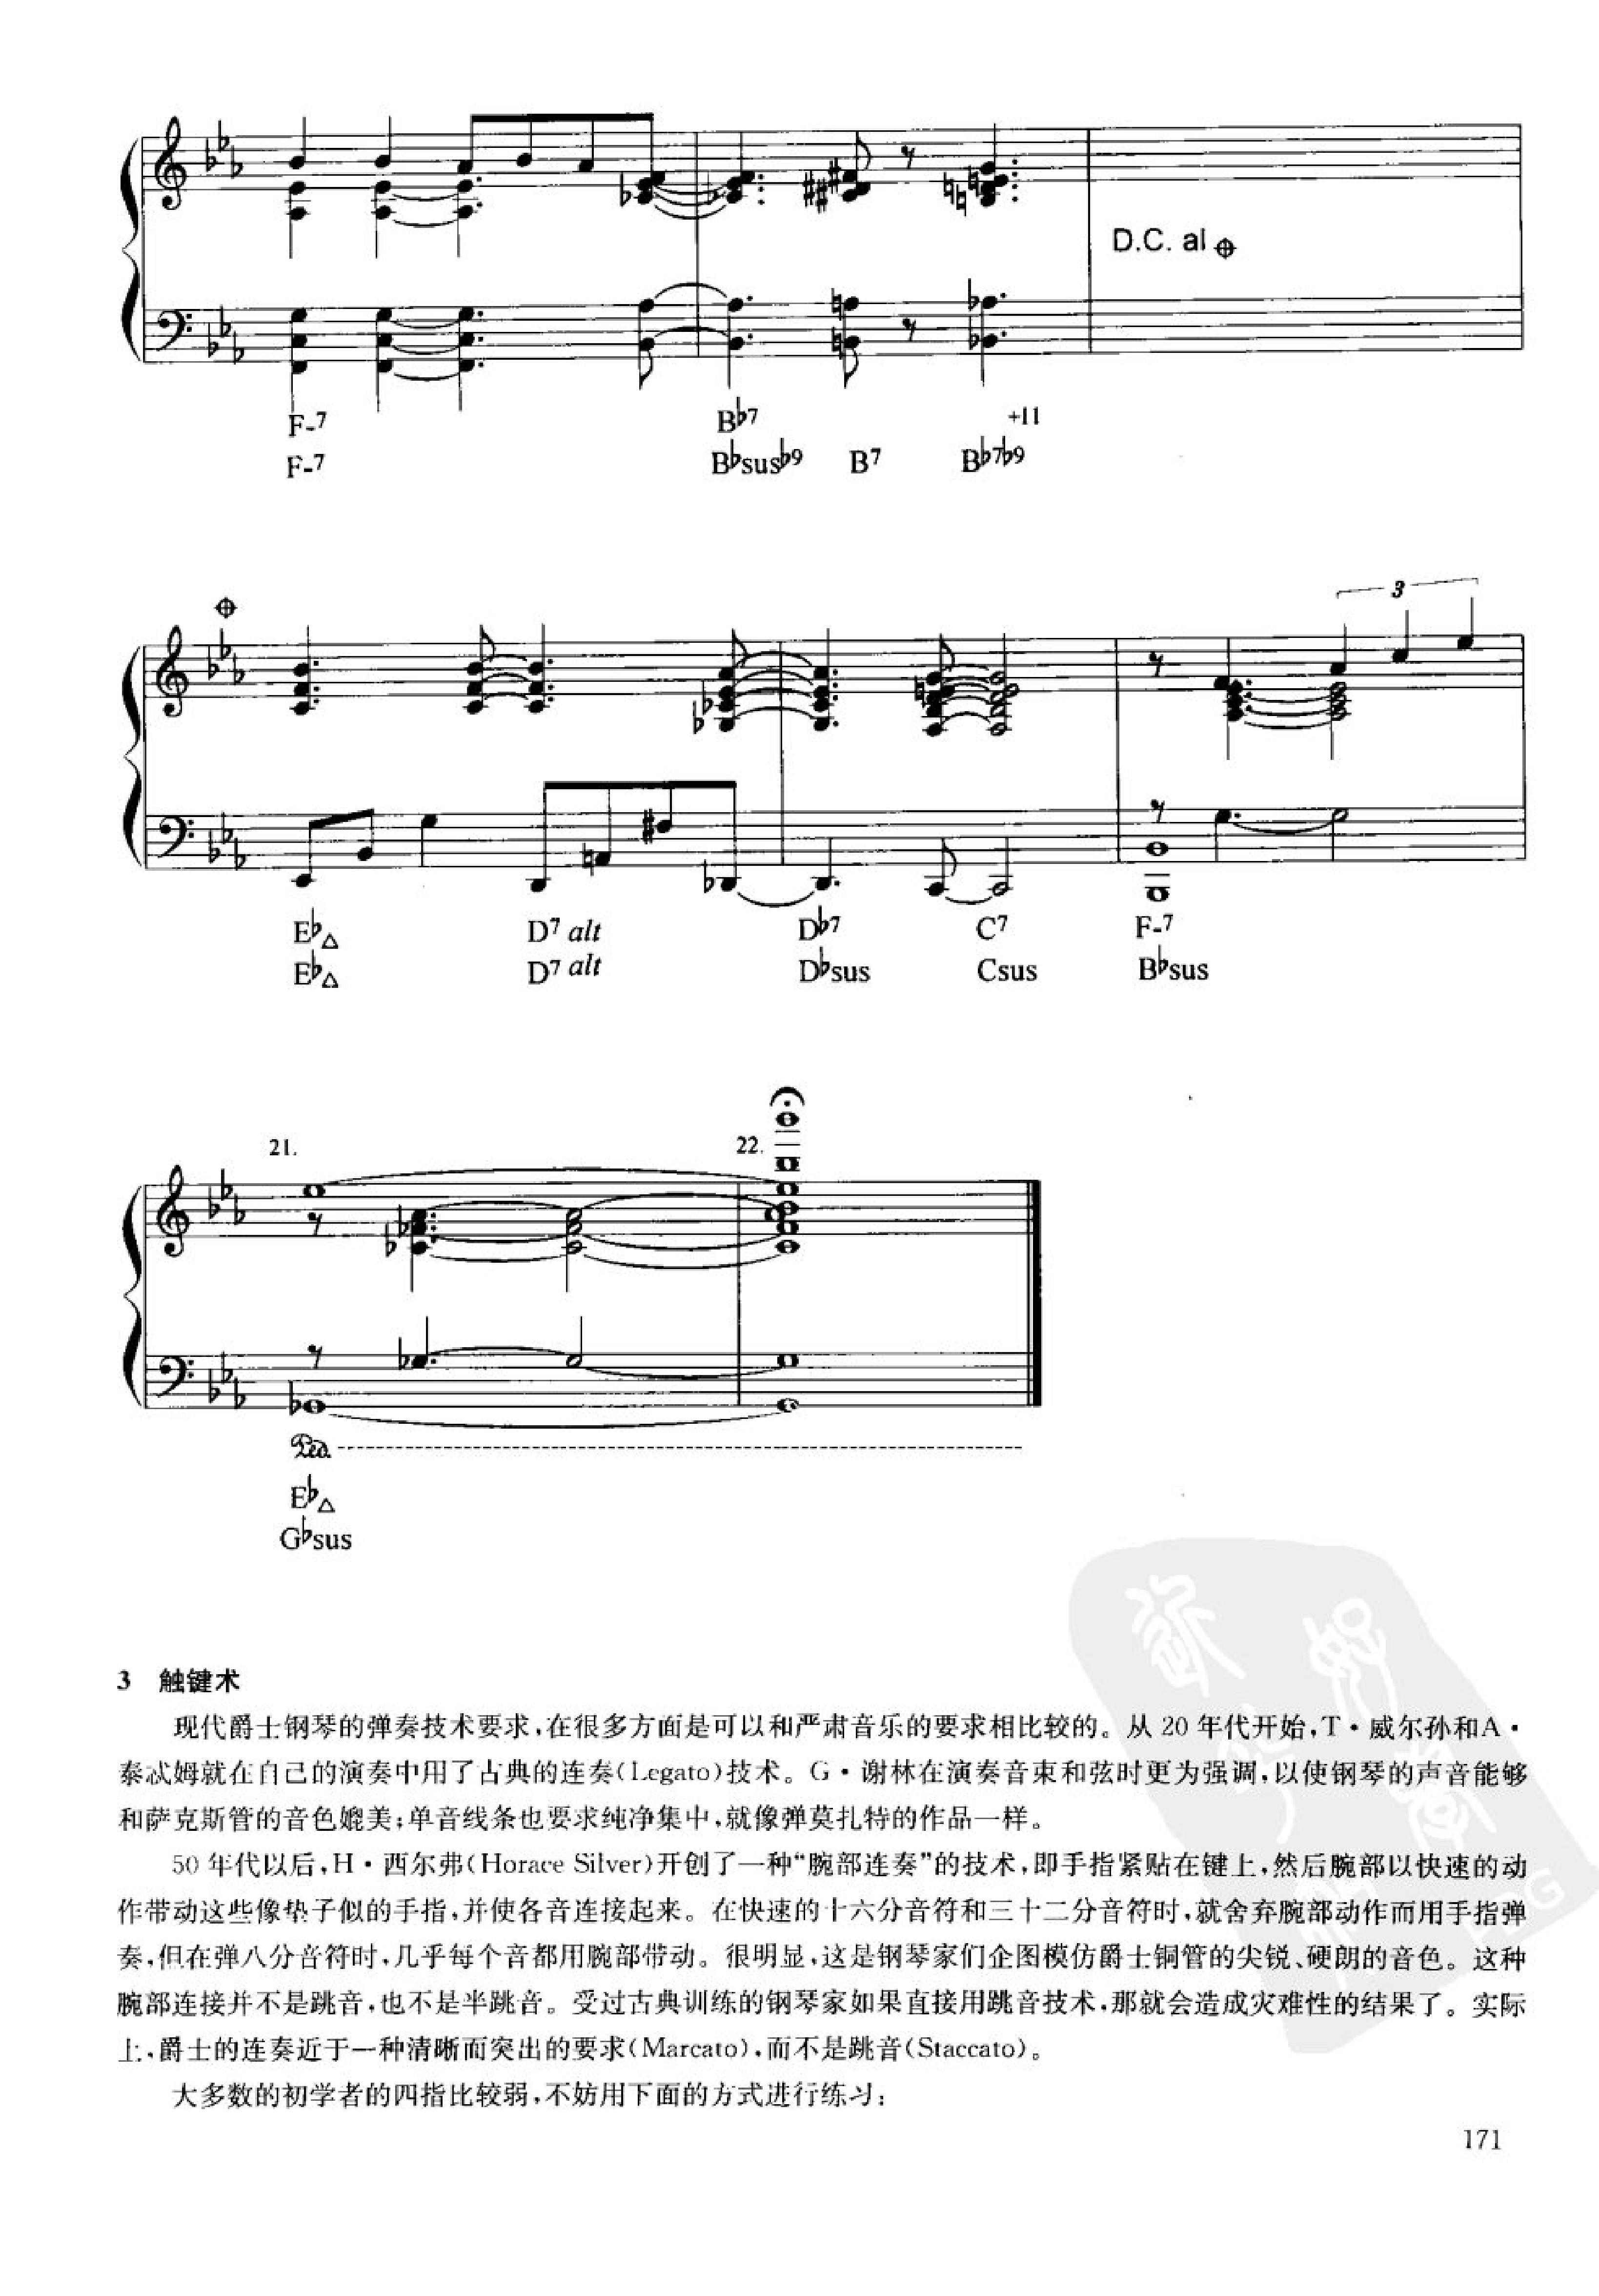 D.C. al
F-7 B♭7 +11
F-7 B♭sus♭9 B7 B♭7♭9
3
E♭△ D7 alt D♭7 C7 F-7
E♭△ D7 alt D♭sus Csus B♭sus
21. 22.
Ped.
E♭△
G♭sus
3 触键术
现代爵士钢琴的弹奏技术要求,在很多方面是可以和严肃音乐的要求相比较的。从 20 年代开始,T·威尔孙和A·
泰忒姆就在自己的演奏中用了古典的连奏(Legato)技术。G·谢林在演奏音束和弦时更为强调,以使钢琴的声音能够
和萨克斯管的音色媲美;单音线条也要求纯净集中,就像弹莫扎特的作品一样。
50 年代以后,H·西尔弗(Horace Silver)开创了一种“腕部连奏”的技术,即手指紧贴在键上,然后腕部以快速的动
作带动这些像垫子似的手指,并使各音连接起来。在快速的十六分音符和三十二分音符时,就舍弃腕部动作而用手指弹
奏,但在弹八分音符时,几乎每个音都用腕部带动。很明显,这是钢琴家们企图模仿爵士铜管的尖锐、硬朗的音色。这种
腕部连接并不是跳音,也不是半跳音。受过古典训练的钢琴家如果直接用跳音技术,那就会造成灾难性的结果了。实际
上,爵士的连奏近于一种清晰而突出的要求(Marcato),而不是跳音(Staccato)。
大多数的初学者的四指比较弱,不妨用下面的方式进行练习:
171